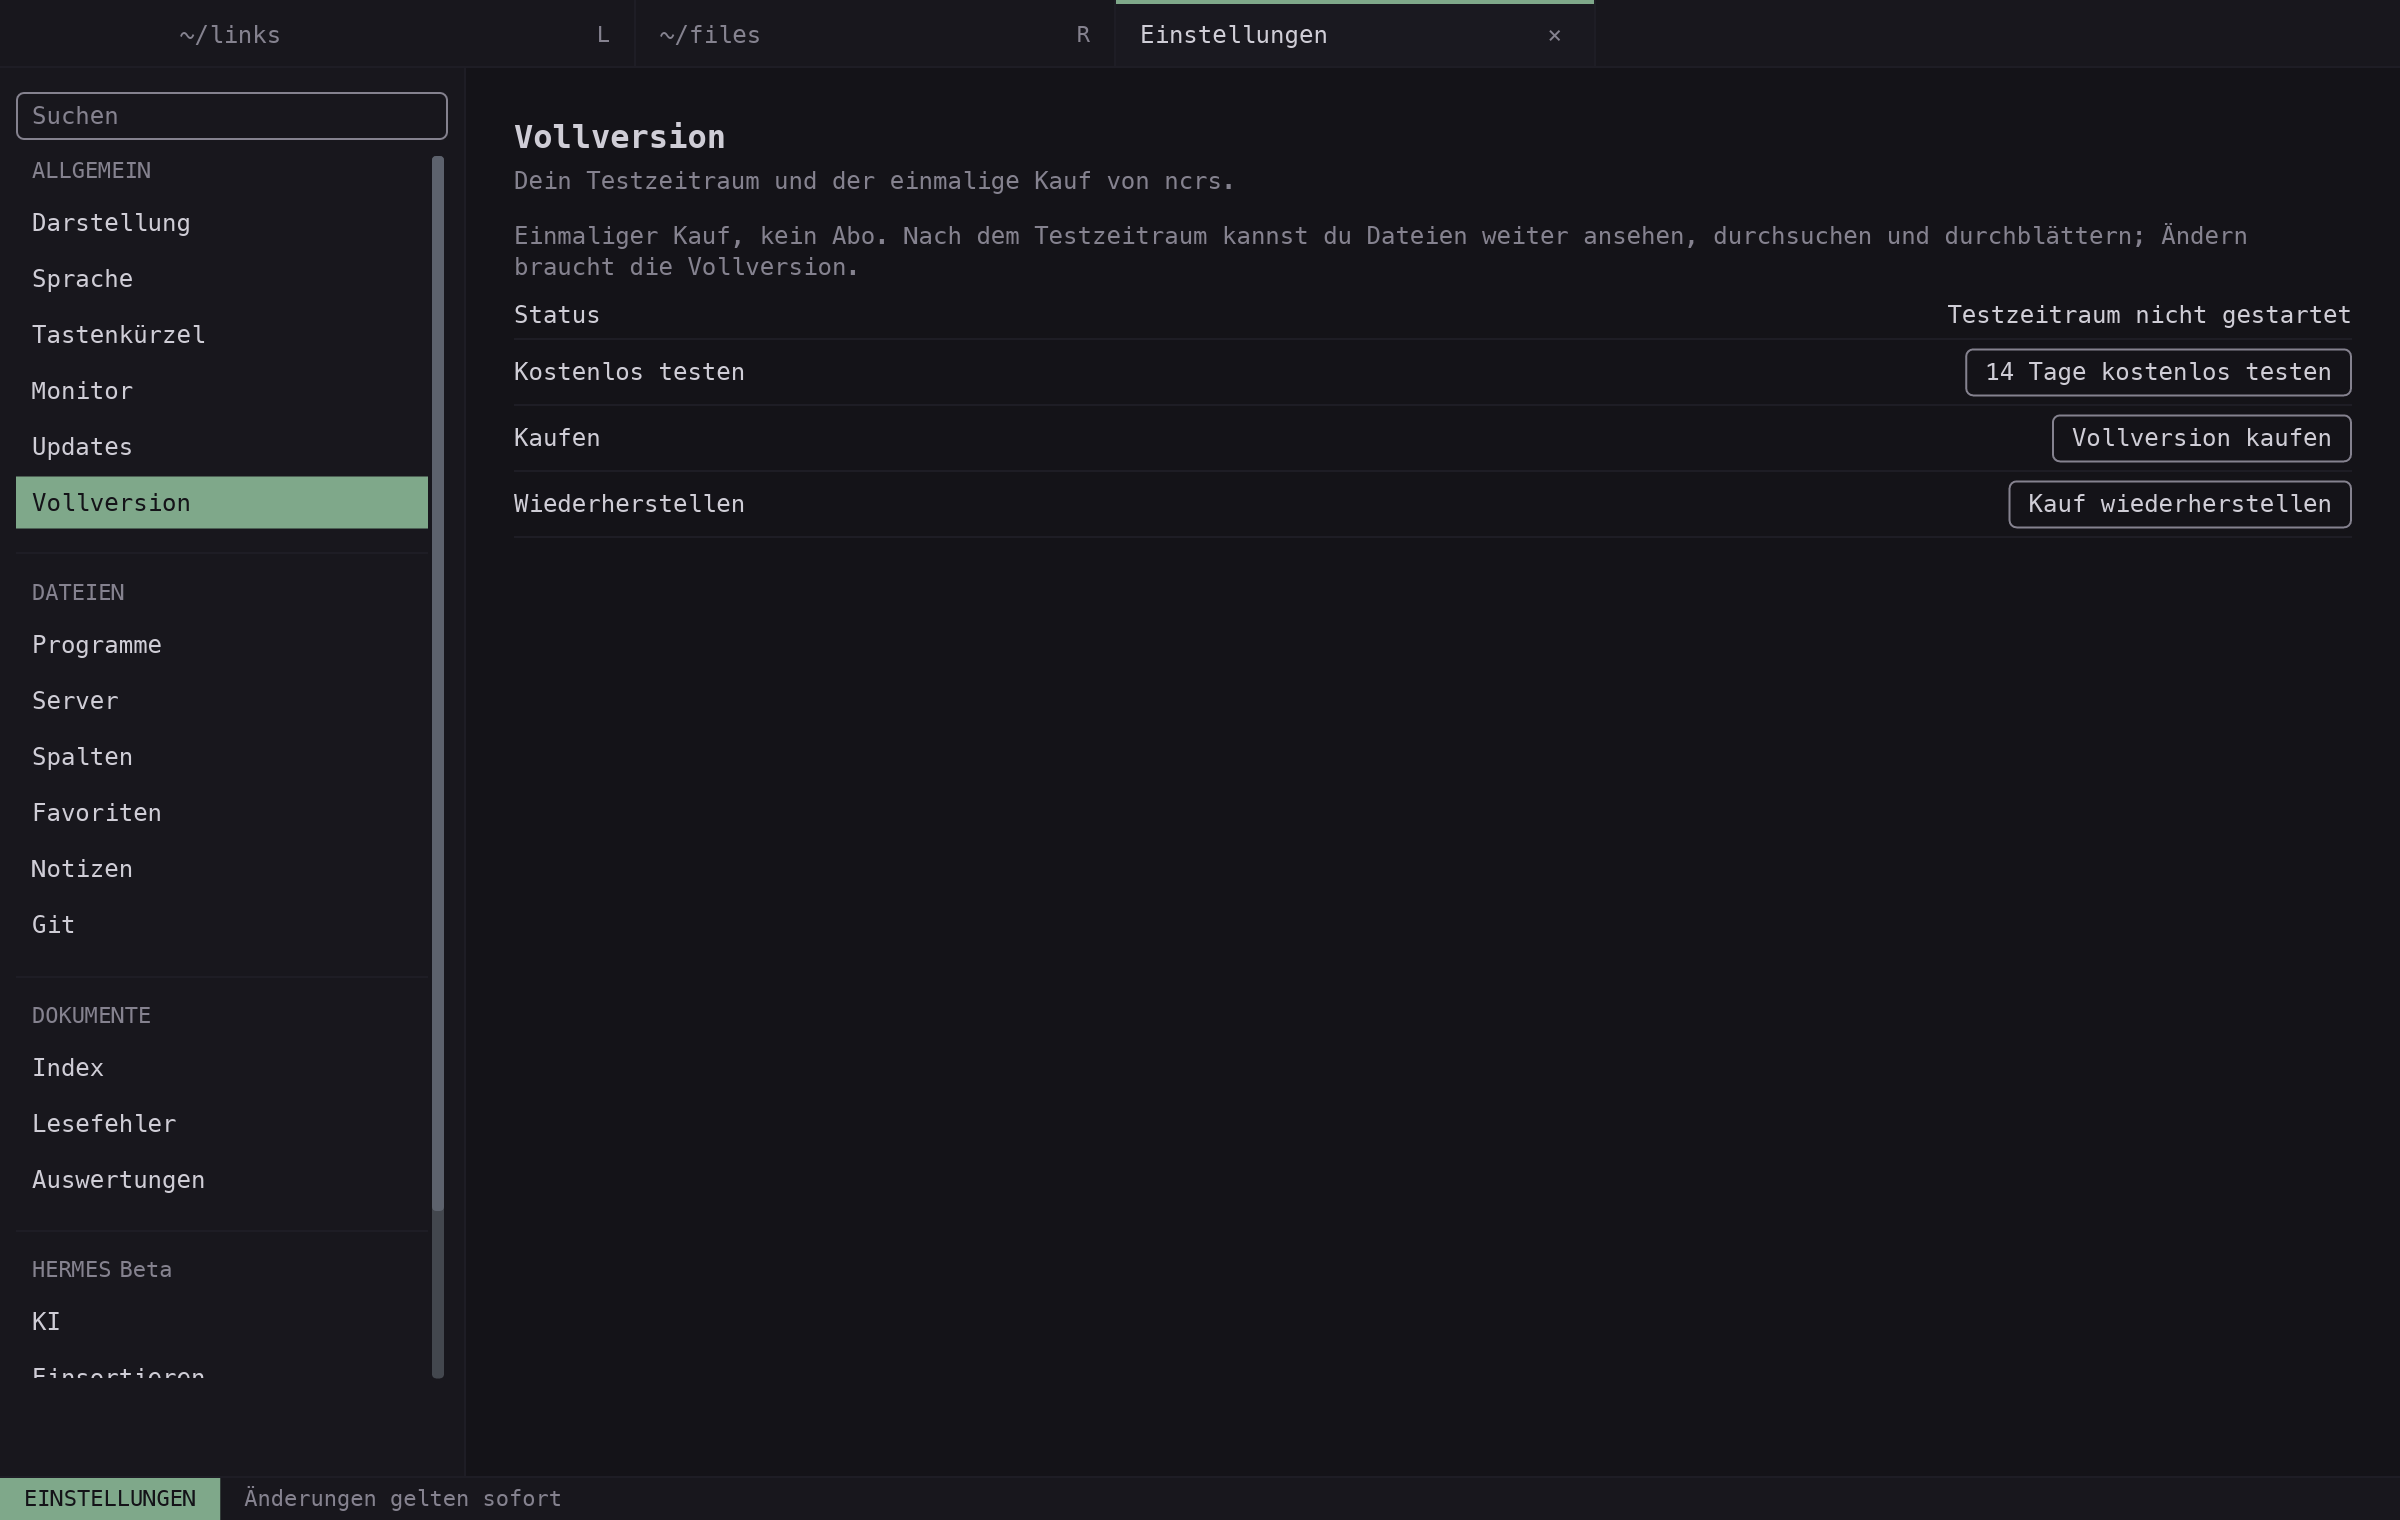 ~/links L ~/files R Einstellungen ×
Suchen
ALLGEMEIN
Darstellung
Sprache
Tastenkürzel
Monitor
Updates
Vollversion
DATEIEN
Programme
Server
Spalten
Favoriten
Notizen
Git
DOKUMENTE
Index
Lesefehler
Auswertungen
HERMES Beta
KI
Einsortieren
Vollversion
Dein Testzeitraum und der einmalige Kauf von ncrs.
Einmaliger Kauf, kein Abo. Nach dem Testzeitraum kannst du Dateien weiter ansehen, durchsuchen und durchblättern; Ändern
braucht die Vollversion.
Status Testzeitraum nicht gestartet
Kostenlos testen 14 Tage kostenlos testen
Kaufen Vollversion kaufen
Wiederherstellen Kauf wiederherstellen
EINSTELLUNGEN Änderungen gelten sofort